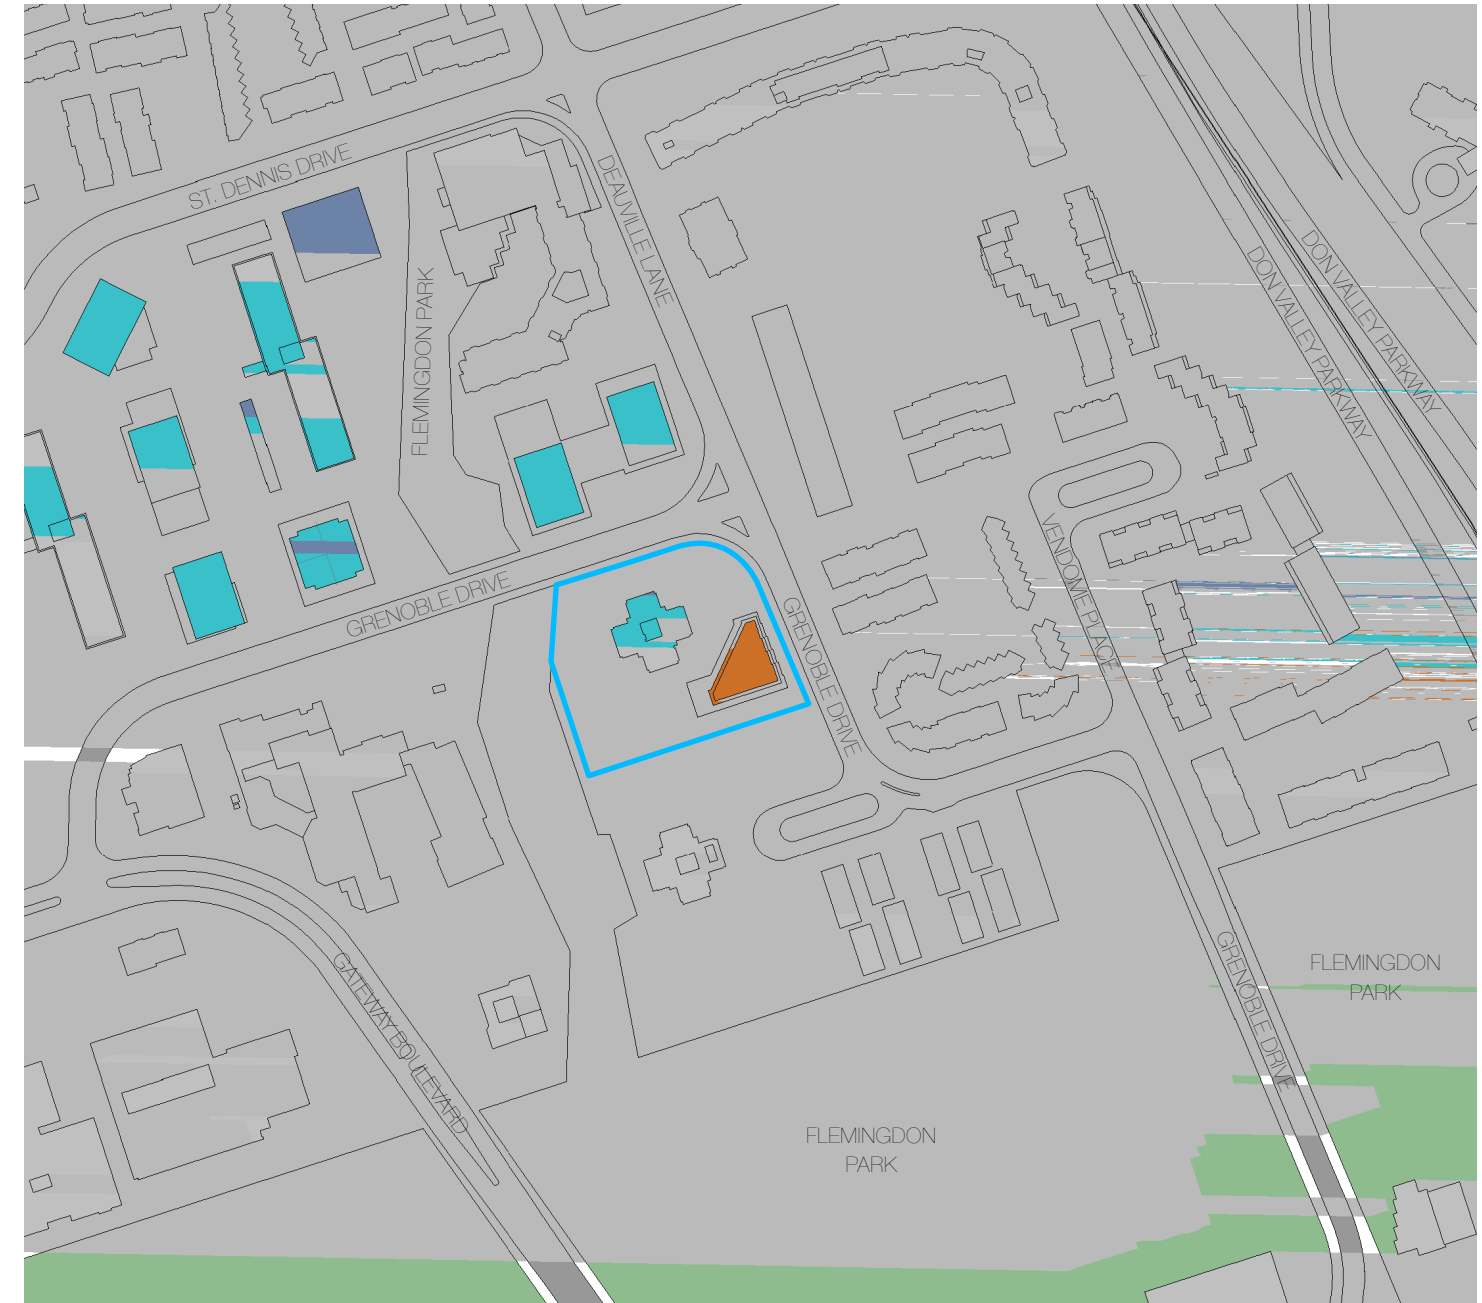 ST. DENNIS DRIVE
DEAUVILLE LANE
FLEMINGDON PARK
DON VALLEY PARKWAY
DON VALLEY PARKWAY
VENDOME PLACE
GRENOBLE DRIVE
GRENOBLE DRIVE
GATEWAY BOULEVARD
GRENOBLE DRIVE
FLEMINGDON
PARK
FLEMINGDON
PARK